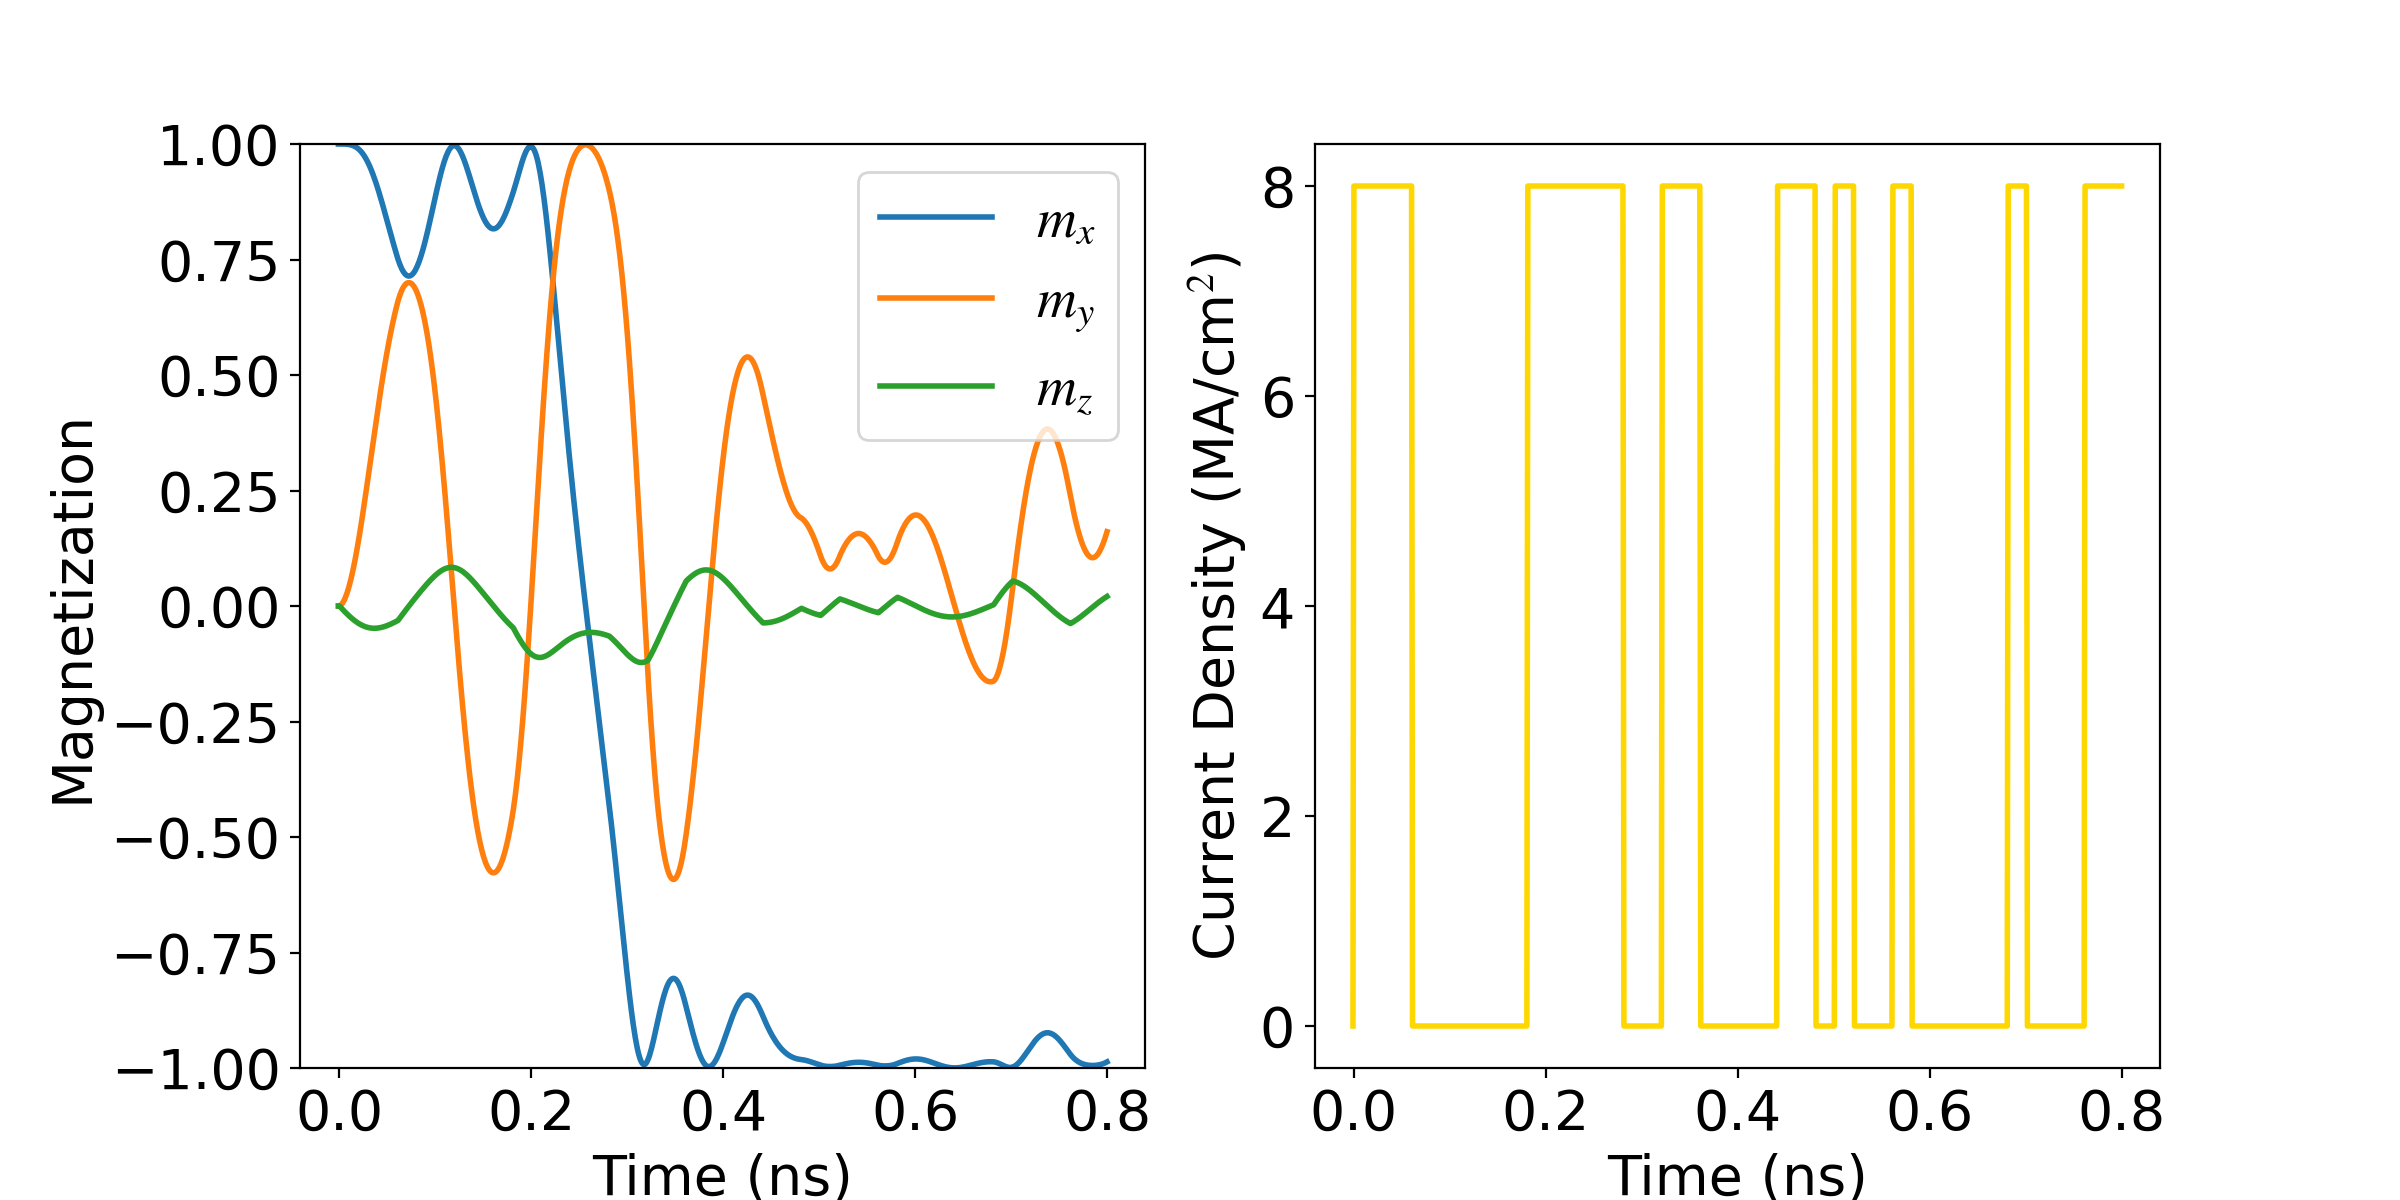 1.00
0.75
0.50
0.25
0.00
−0.25
−0.50
−0.75
−1.00
Magnetization
0.0 0.2 0.4 0.6 0.8
Time (ns)
mₓ
m_y
m_z
8
6
4
2
0
Current Density (MA/cm²)
0.0 0.2 0.4 0.6 0.8
Time (ns)